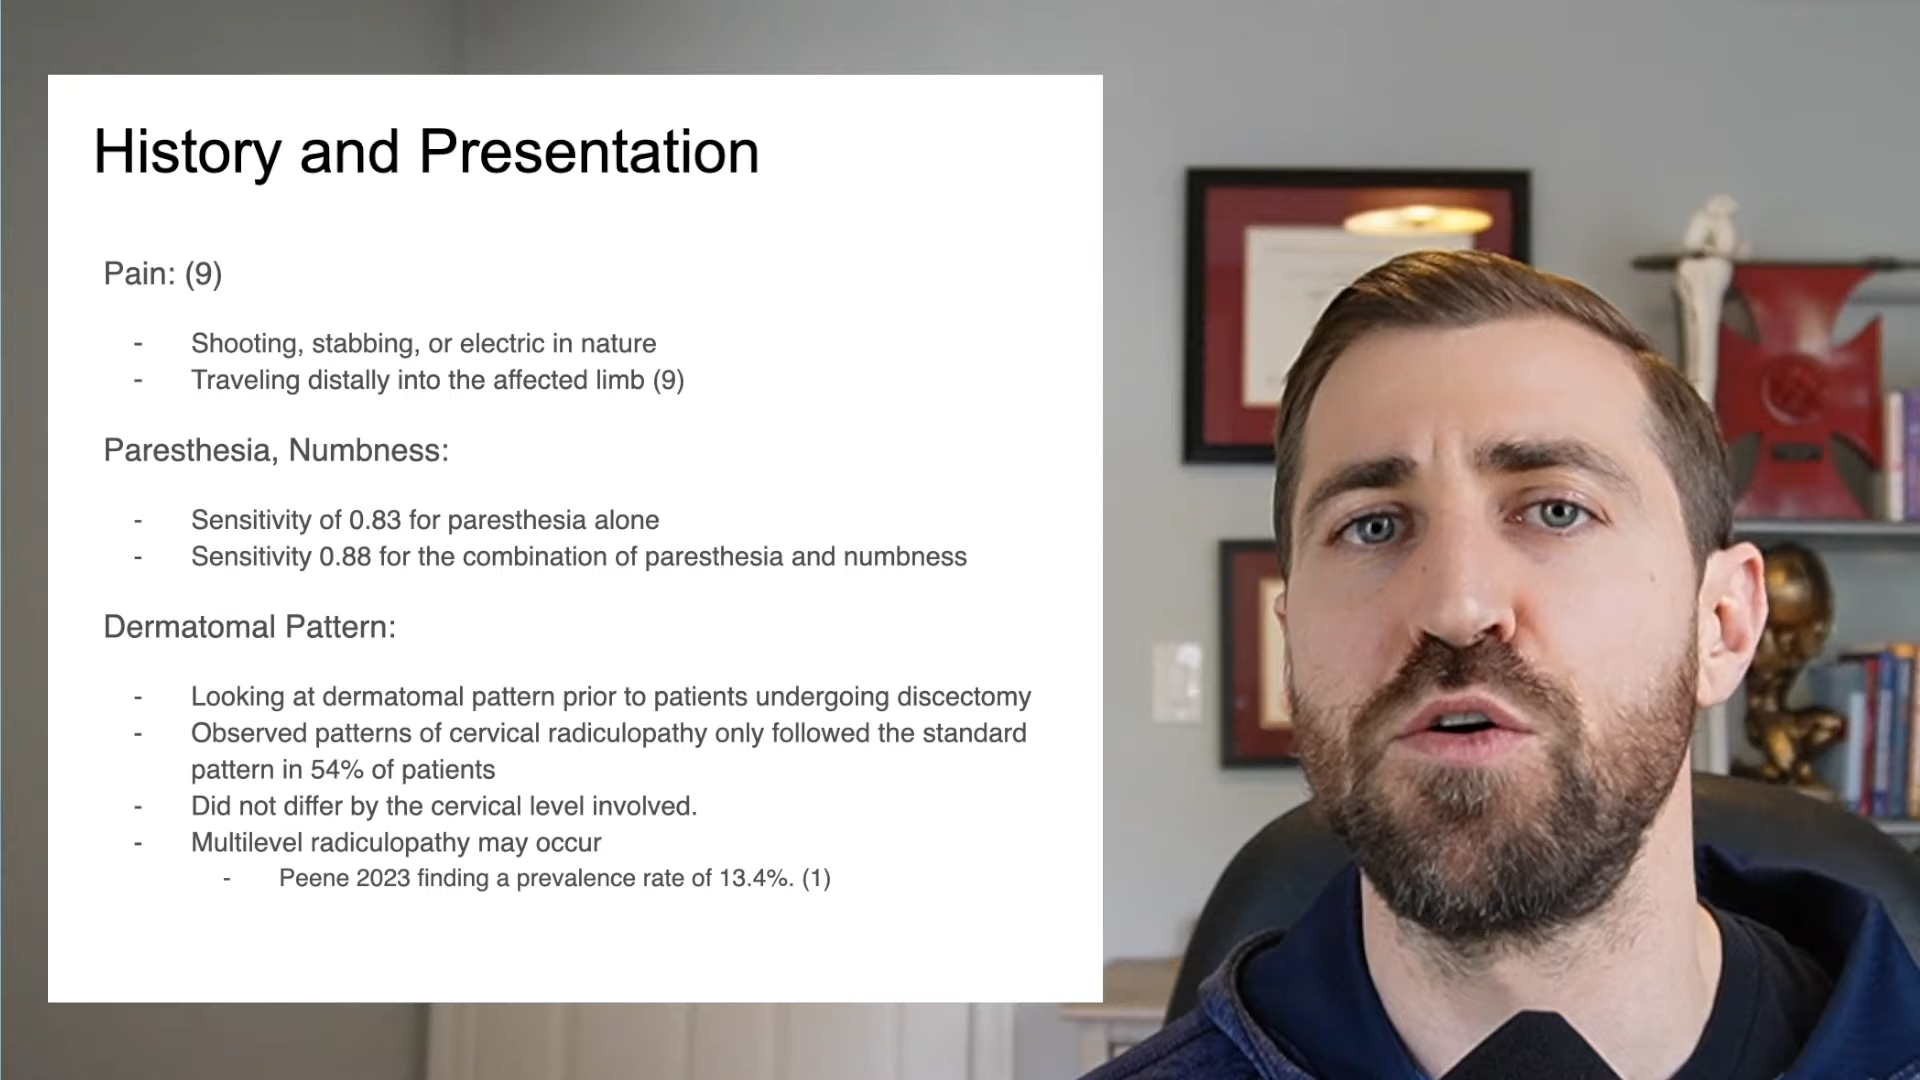 History and Presentation
Pain: (9)
- Shooting, stabbing, or electric in nature
- Traveling distally into the affected limb (9)
Paresthesia, Numbness:
- Sensitivity of 0.83 for paresthesia alone
- Sensitivity 0.88 for the combination of paresthesia and numbness
Dermatomal Pattern:
- Looking at dermatomal pattern prior to patients undergoing discectomy
- Observed patterns of cervical radiculopathy only followed the standard
pattern in 54% of patients
- Did not differ by the cervical level involved.
- Multilevel radiculopathy may occur
- Peene 2023 finding a prevalence rate of 13.4%. (1)